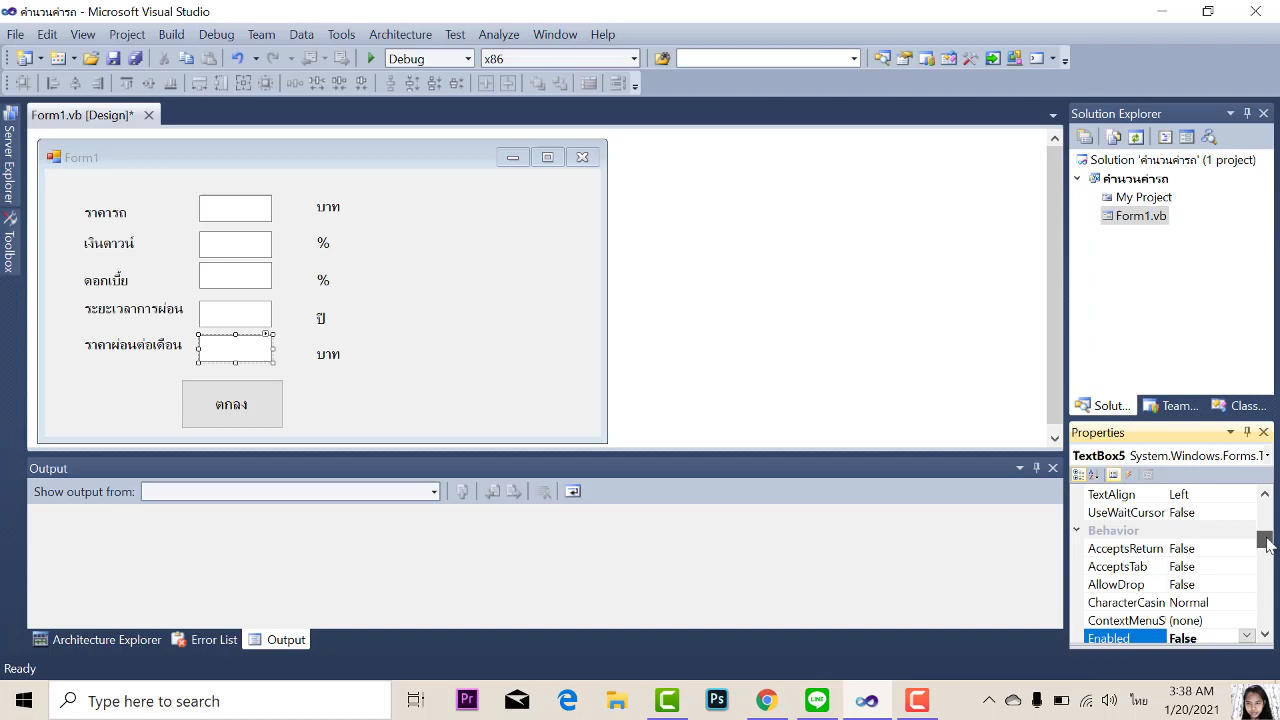 คำนวนค่ารถ - Microsoft Visual Studio
File Edit View Project Build Debug Team Data Tools Architecture Test Analyze Window Help
Debug x86
Form1.vb [Design]*
Server Explorer
Toolbox
Form1
ราคารถ บาท
เงินดาวน์ %
ดอกเบี้ย %
ระยะเวลาการผ่อน ปี
ราคาผ่อนต่อเดือน บาท
ตกลง
Solution Explorer
Solution 'คำนวนค่ารถ' (1 project)
คำนวนค่ารถ
My Project
Form1.vb
Solut... Team... Class...
Properties
TextBox5 System.Windows.Forms.T
TextAlign Left
UseWaitCursor False
Behavior
AcceptsReturn False
AcceptsTab False
AllowDrop False
CharacterCasin Normal
ContextMenuS (none)
Enabled False
Output
Show output from:
Architecture Explorer Error List Output
Ready
Type here to search
Pr
Ps
ไทย
3:38 AM
1/20/2021